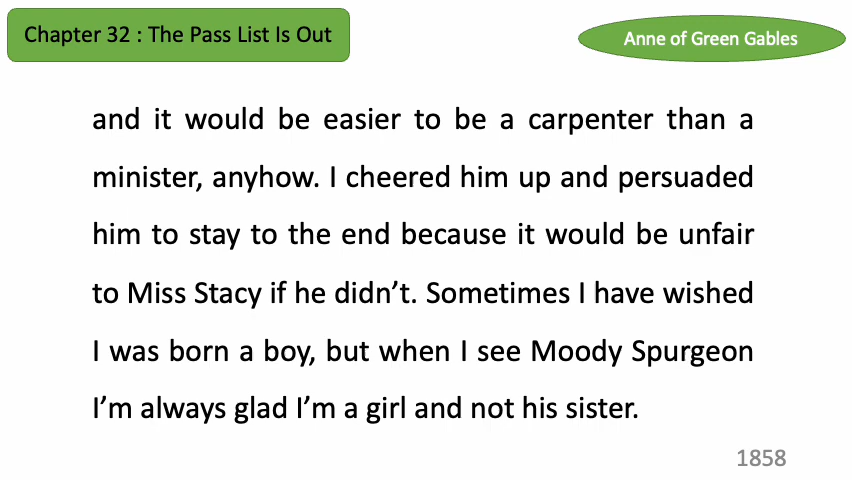 Chapter 32 : The Pass List Is Out
Anne of Green Gables
and it would be easier to be a carpenter than a
minister, anyhow. I cheered him up and persuaded
him to stay to the end because it would be unfair
to Miss Stacy if he didn’t. Sometimes I have wished
I was born a boy, but when I see Moody Spurgeon
I’m always glad I’m a girl and not his sister.
1858